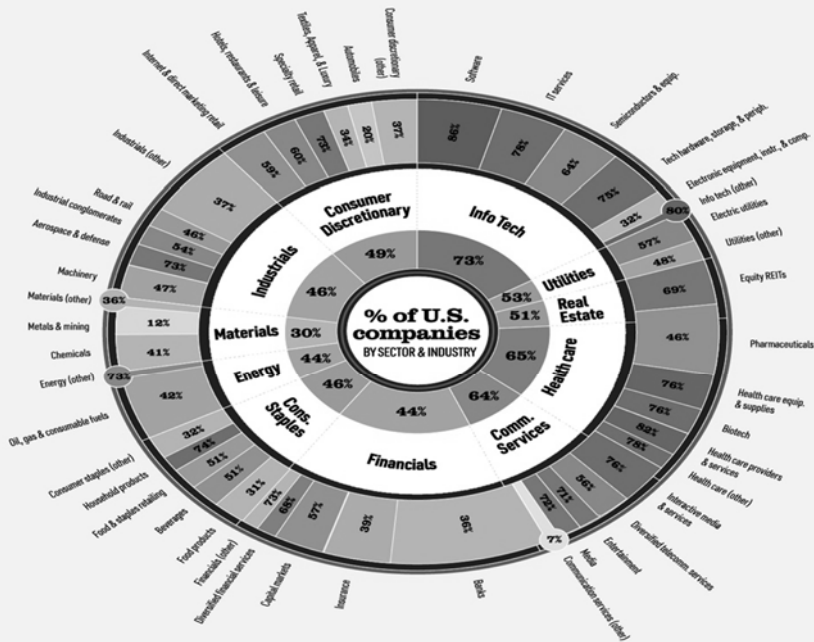 % of U.S.
companies
BY SECTOR & INDUSTRY
Info Tech
73%
Utilities
53%
Real
Estate
51%
Health care
65%
Comm.
Services
64%
Financials
44%
Cons.
Staples
46%
Energy
44%
Materials
30%
Industrials
46%
Consumer
Discretionary
49%
Software
86%
IT services
78%
Semiconductors & equip.
64%
Tech hardware, storage, & periph.
75%
Electronic equipment, instr., & comp.
32%
Info tech (other)
80%
Electric utilities
57%
Utilities (other)
48%
Equity REITs
69%
Pharmaceuticals
46%
Health care equip.
& supplies
76%
Biotech
76%
Health care providers
& services
82%
Health care (other)
78%
Interactive media
& services
76%
Diversified telecomm. services
56%
Entertainment
71%
Media
72%
Communication services (other)
7%
Banks
36%
Insurance
39%
Capital markets
57%
Diversified financial services
68%
Financials (other)
73%
Food products
31%
Beverages
51%
Food & staples retailing
51%
Household products
74%
Consumer staples (other)
32%
Oil, gas & consumable fuels
42%
Energy (other)
73%
Chemicals
41%
Metals & mining
12%
Materials (other)
36%
Machinery
47%
Aerospace & defense
73%
Industrial conglomerates
54%
Road & rail
46%
Industrials (other)
37%
Internet & direct marketing retail
59%
Hotels, restaurants & leisure
60%
Specialty retail
73%
Textiles, Apparel, & Luxury
34%
Automobiles
20%
Consumer discretionary
(other)
37%